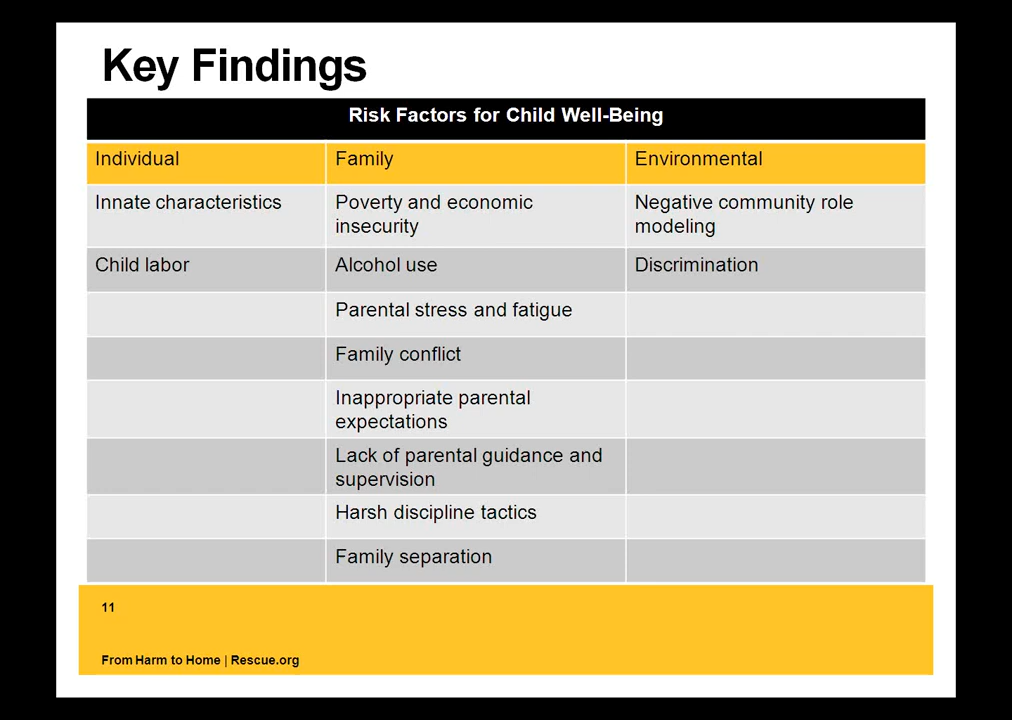 Key Findings
Risk Factors for Child Well-Being
Individual Family Environmental
Innate characteristics Poverty and economic Negative community role
insecurity modeling
Child labor Alcohol use Discrimination
Parental stress and fatigue
Family conflict
Inappropriate parental
expectations
Lack of parental guidance and
supervision
Harsh discipline tactics
Family separation
11
From Harm to Home | Rescue.org